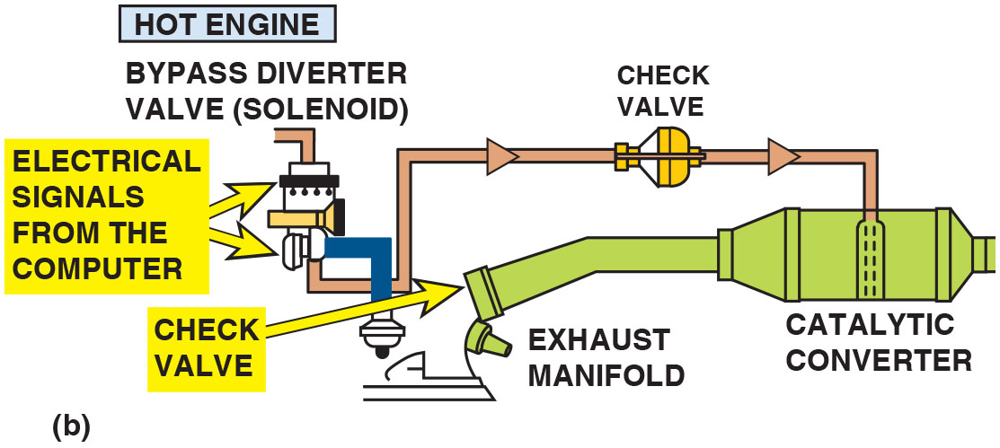 HOT ENGINE
BYPASS DIVERTER
VALVE (SOLENOID)
CHECK
VALVE
ELECTRICAL
SIGNALS
FROM THE
COMPUTER
CHECK
VALVE
EXHAUST
MANIFOLD
CATALYTIC
CONVERTER
(b)